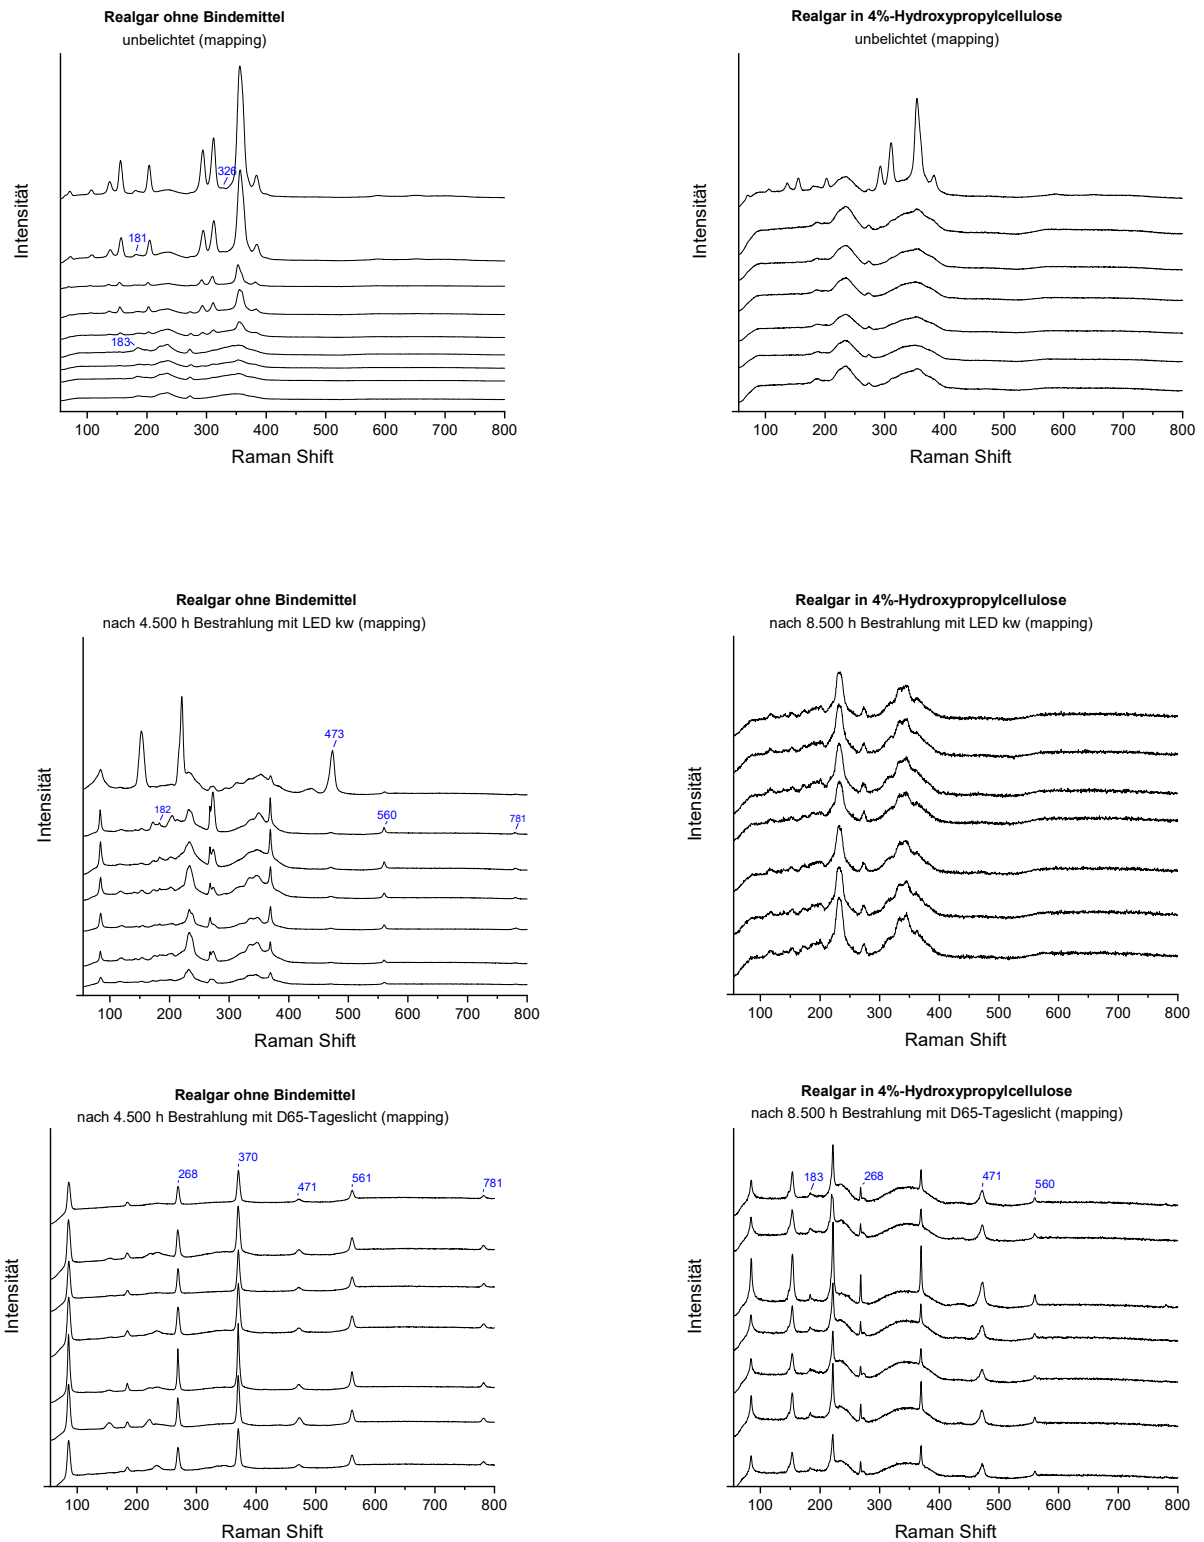 Realgar ohne Bindemittel
unbelichtet (mapping)
Intensität
326
181
183
100 200 300 400 500 600 700 800
Raman Shift
Realgar in 4%-Hydroxypropylcellulose
unbelichtet (mapping)
Intensität
100 200 300 400 500 600 700 800
Raman Shift
Realgar ohne Bindemittel
nach 4.500 h Bestrahlung mit LED kw (mapping)
Intensität
473
182
560
781
100 200 300 400 500 600 700 800
Raman Shift
Realgar in 4%-Hydroxypropylcellulose
nach 8.500 h Bestrahlung mit LED kw (mapping)
Intensität
100 200 300 400 500 600 700 800
Raman Shift
Realgar ohne Bindemittel
nach 4.500 h Bestrahlung mit D65-Tageslicht (mapping)
Intensität
268
370
471
561
781
100 200 300 400 500 600 700 800
Raman Shift
Realgar in 4%-Hydroxypropylcellulose
nach 8.500 h Bestrahlung mit D65-Tageslicht (mapping)
Intensität
183
268
471
560
100 200 300 400 500 600 700 800
Raman Shift